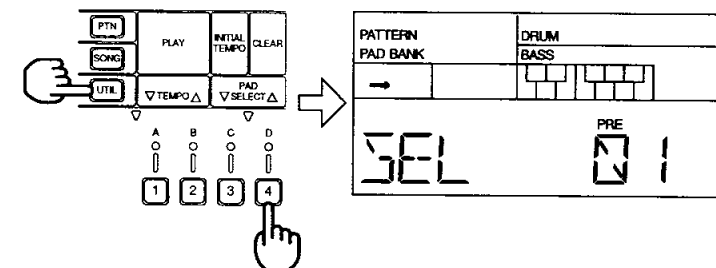 PTN
SONG
UTIL
PLAY
INITIAL
TEMPO
CLEAR
▽ TEMPO △
PAD
▽ SELECT △
A B C D
1 2 3 4
PATTERN
PAD BANK
DRUM
BASS
→
PRE
SEL 01